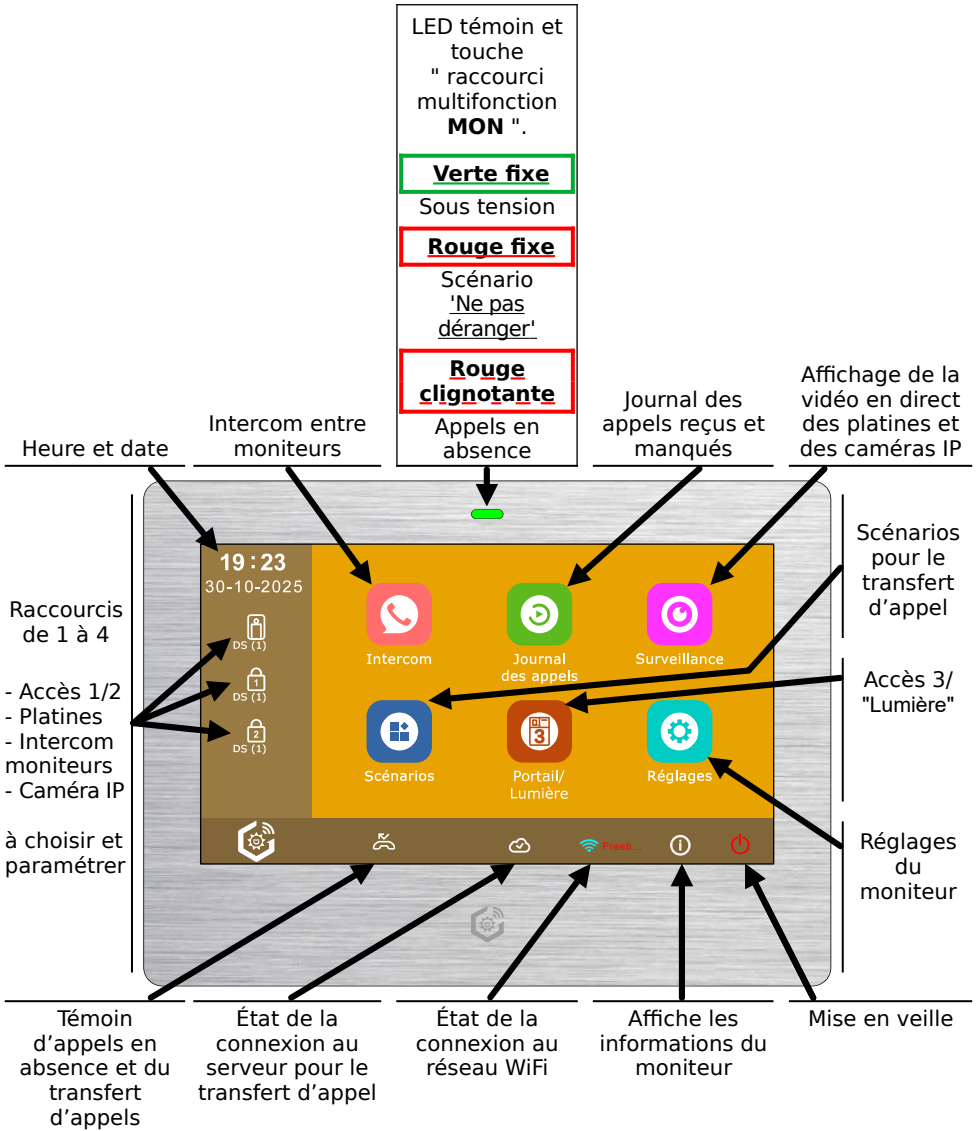 LED témoin et
touche
" raccourci
multifonction
MON ".
Verte fixe
Sous tension
Rouge fixe
Scénario
'Ne pas
déranger'
Rouge
clignotante
Appels en
absence
Heure et date
Intercom entre
moniteurs
Journal des
appels reçus et
manqués
Affichage de la
vidéo en direct
des platines et
des caméras IP
Raccourcis
de 1 à 4
- Accès 1/2
- Platines
- Intercom
moniteurs
- Caméra IP
à choisir et
paramétrer
19:23
30-10-2025
DS (1)
1
DS (1)
2
DS (1)
Intercom
Journal
des appels
Surveillance
Scénarios
3
Portail/
Lumière
Réglages
Freeb...
Scénarios
pour le
transfert
d’appel
Accès 3/
"Lumière"
Réglages
du
moniteur
Témoin
d’appels en
absence et du
transfert
d’appels
État de la
connexion au
serveur pour le
transfert d’appel
État de la
connexion au
réseau WiFi
Affiche les
informations du
moniteur
Mise en veille